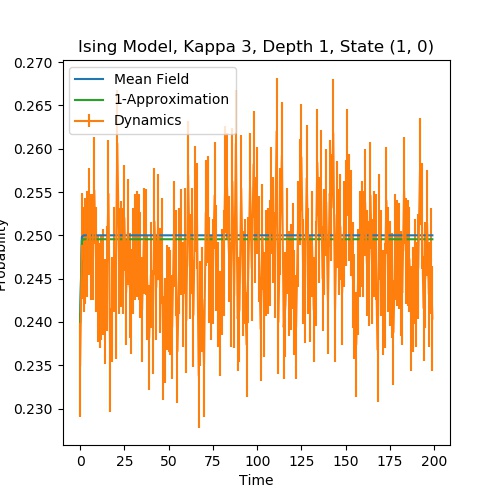 Ising Model, Kappa 3, Depth 1, State (1, 0)
Mean Field
1-Approximation
Dynamics
Probability
0.270
0.265
0.260
0.255
0.250
0.245
0.240
0.235
0.230
0 25 50 75 100 125 150 175 200
Time